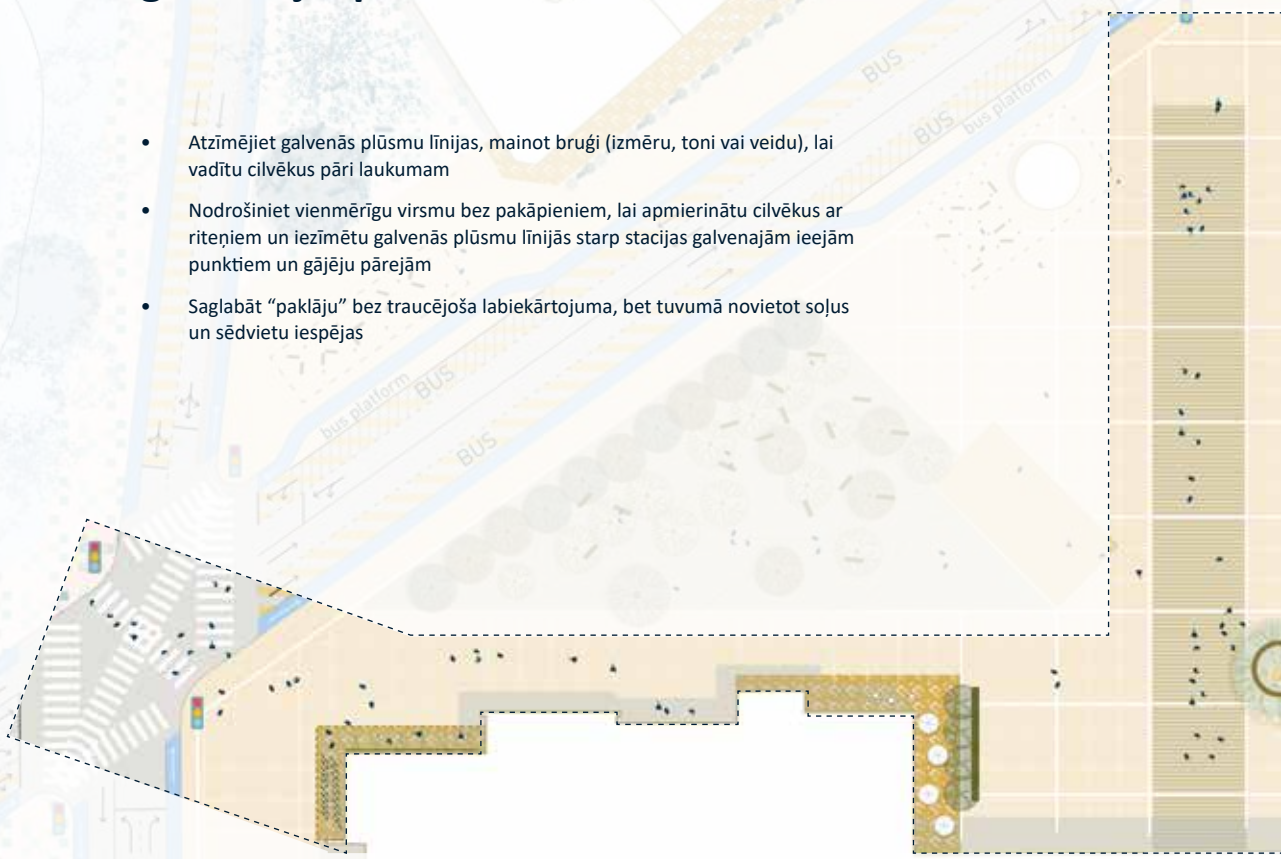 • Atzīmējiet galvenās plūsmu līnijas, mainot bruģi (izmēru, toni vai veidu), lai
vadītu cilvēkus pāri laukumam
• Nodrošiniet vienmērīgu virsmu bez pakāpieniem, lai apmierinātu cilvēkus ar
riteņiem un iezīmētu galvenās plūsmu līnijās starp stacijas galvenajām ieejām
punktiem un gājēju pārejām
• Saglabāt “paklāju” bez traucējoša labiekārtojuma, bet tuvumā novietot soļus
un sēdvietu iespējas
BUS
BUS
bus platform
bus platform
BUS
BUS